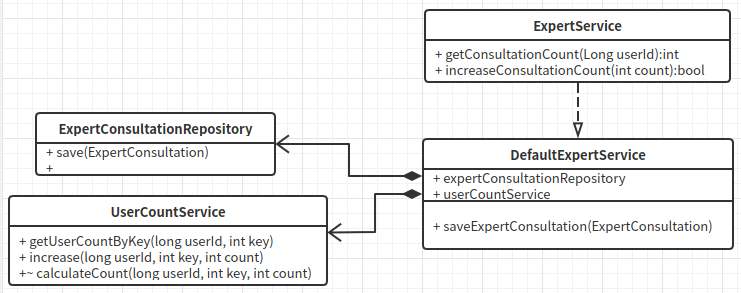 ExpertService
+ getConsultationCount(Long userId):int
+ increaseConsultationCount(int count):bool
ExpertConsultationRepository
+ save(ExpertConsultation)
+
DefaultExpertService
+ expertConsultationRepository
+ userCountService
+ saveExpertConsultation(ExpertConsultation)
UserCountService
+ getUserCountByKey(long userId, int key)
+ increase(long userId, int key, int count)
+~ calculateCount(long userId, int key, int count)